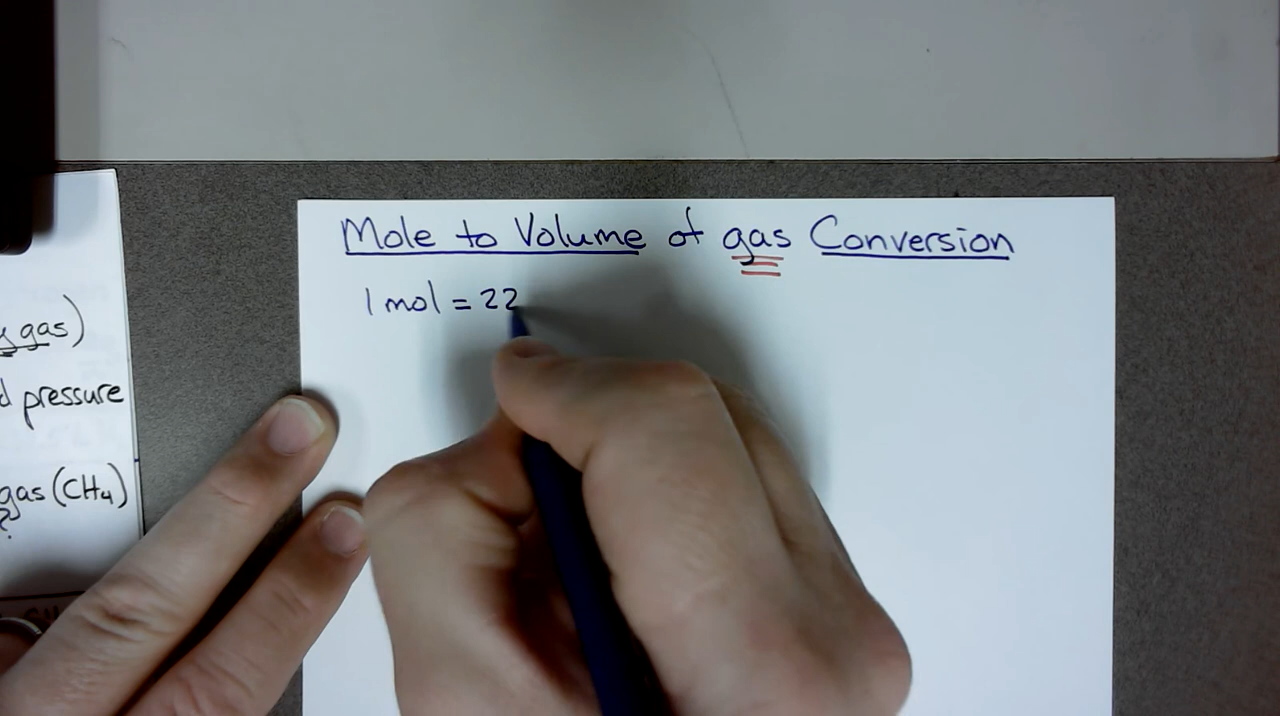 Mole to Volume of gas Conversion
1 mol = 22
gas)
pressure
gas (CH4)
?